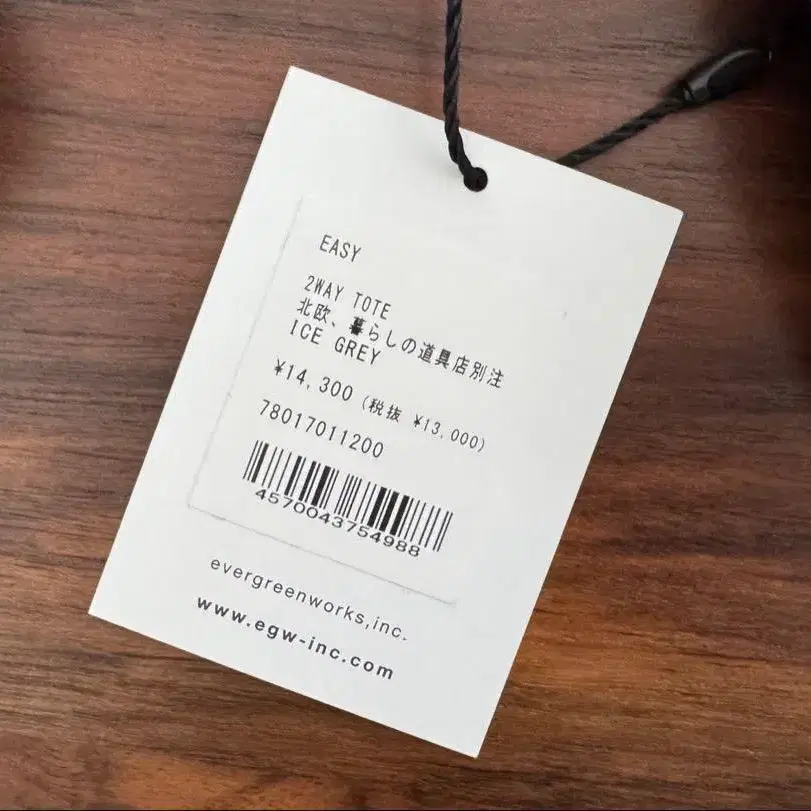 EASY
2WAY TOTE
北欧、暮らしの道具店別注
ICE GREY
¥14,300 (税抜 ¥13,000)
78017011200
4570043754988
evergreenworks,inc.
www.egw-inc.com